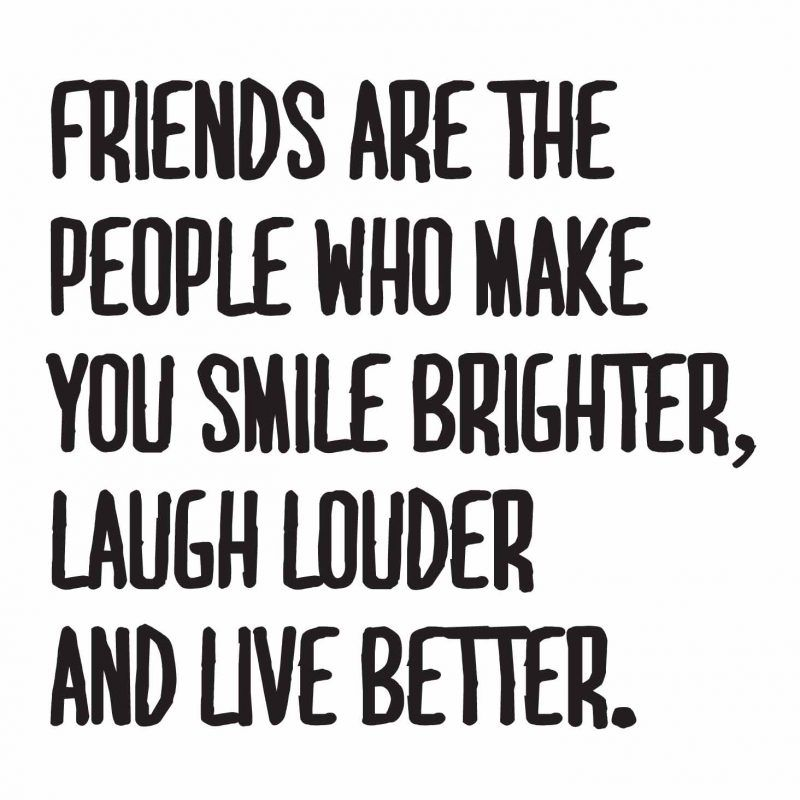 FRIENDS ARE THE
PEOPLE WHO MAKE
YOU SMILE BRIGHTER,
LAUGH LOUDER
AND LIVE BETTER.